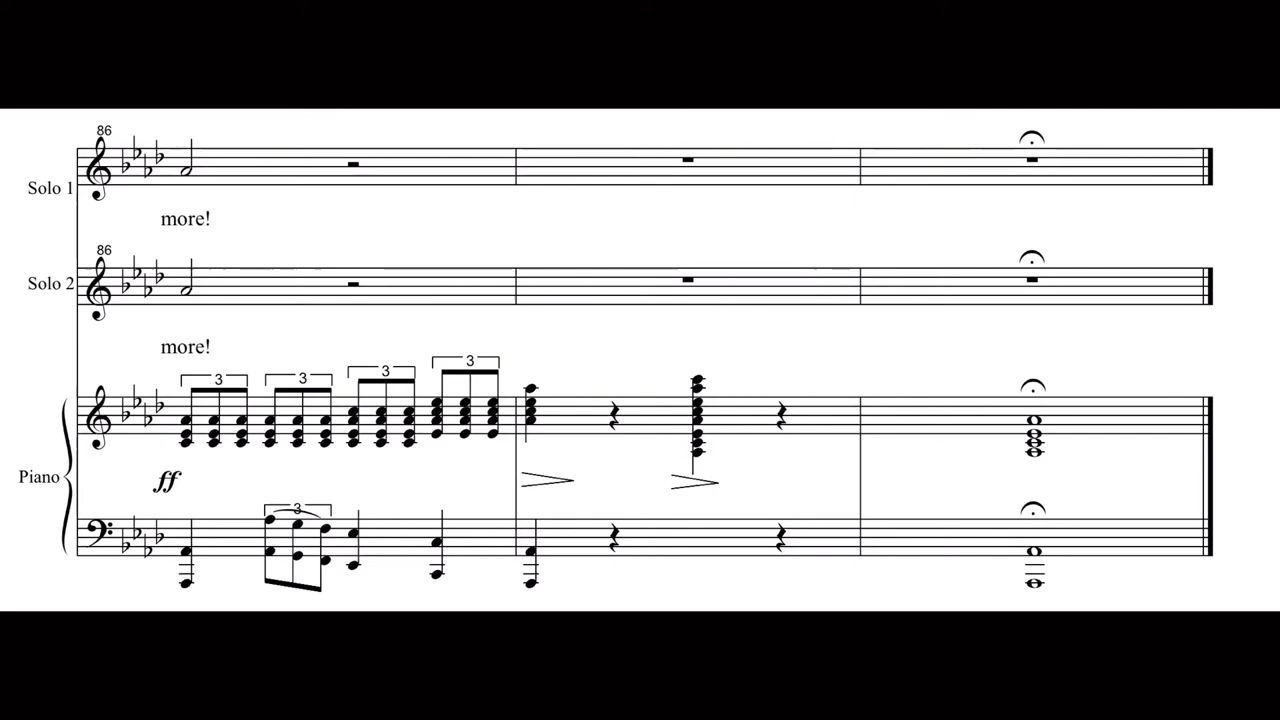 86
Solo 1
more!
86
Solo 2
more!
3 3 3 3
Piano
ff
3